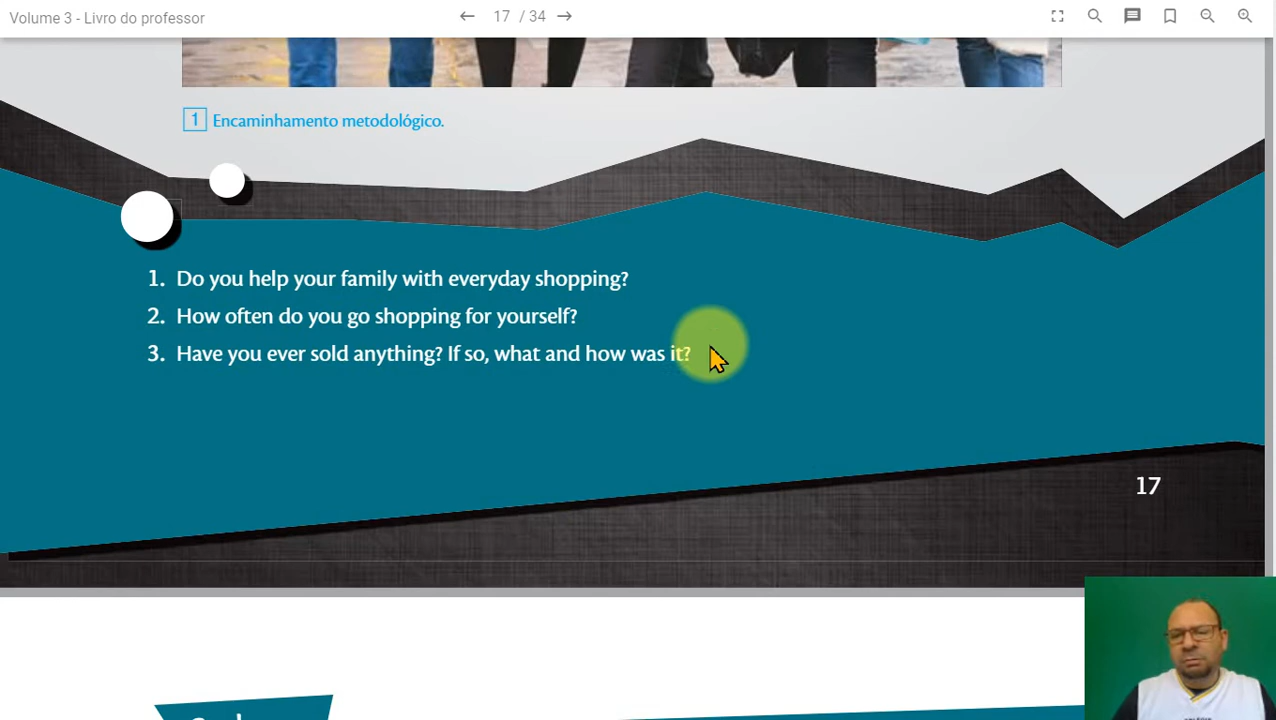 Volume 3 - Livro do professor
17 / 34
1 Encaminhamento metodológico.
1. Do you help your family with everyday shopping?
2. How often do you go shopping for yourself?
3. Have you ever sold anything? If so, what and how was it?
17